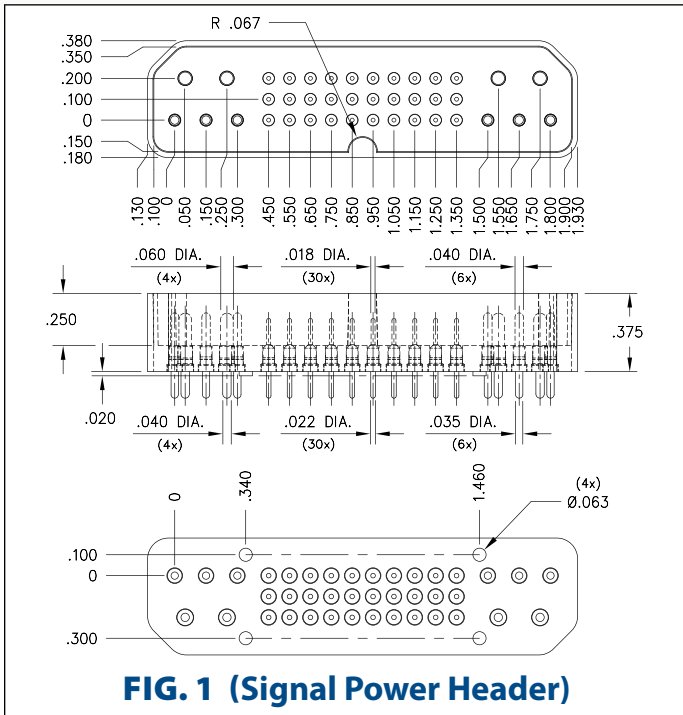 R .067
.380
.350
.200
.100
0
.150
.180
.130
.100
0
.050
.150
.250
.300
.450
.550
.650
.750
.850
.950
1.050
1.150
1.250
1.350
1.500
1.550
1.650
1.750
1.800
1.900
1.930
.060 DIA.
(4x)
.018 DIA.
(30x)
.040 DIA.
(6x)
.250
.375
.020
.040 DIA.
(4x)
.022 DIA.
(30x)
.035 DIA.
(6x)
0
.340
1.460
(4x)
Ø.063
.100
0
.300
FIG. 1 (Signal Power Header)